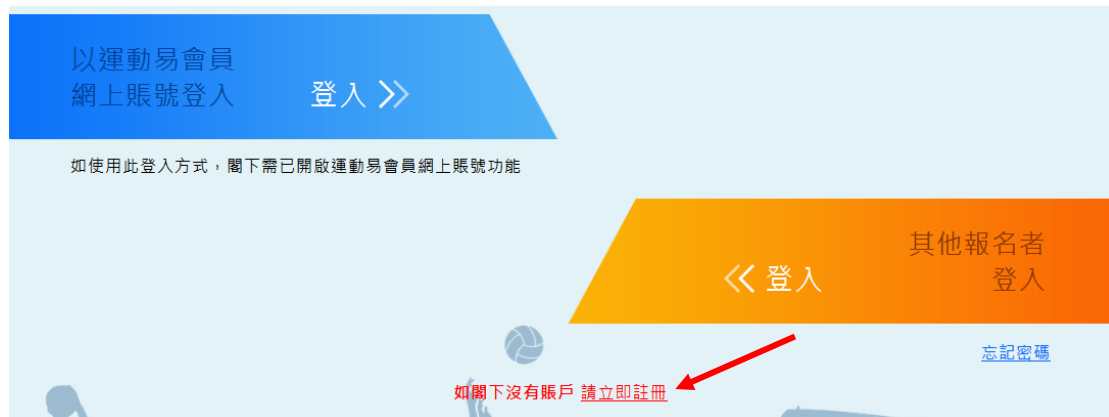 以運動易會員
網上賬號登入
登入
如使用此登入方式，閣下需已開啟運動易會員網上賬號功能
其他報名者
登入
登入
忘記密碼
如閣下沒有賬戶 請立即註冊